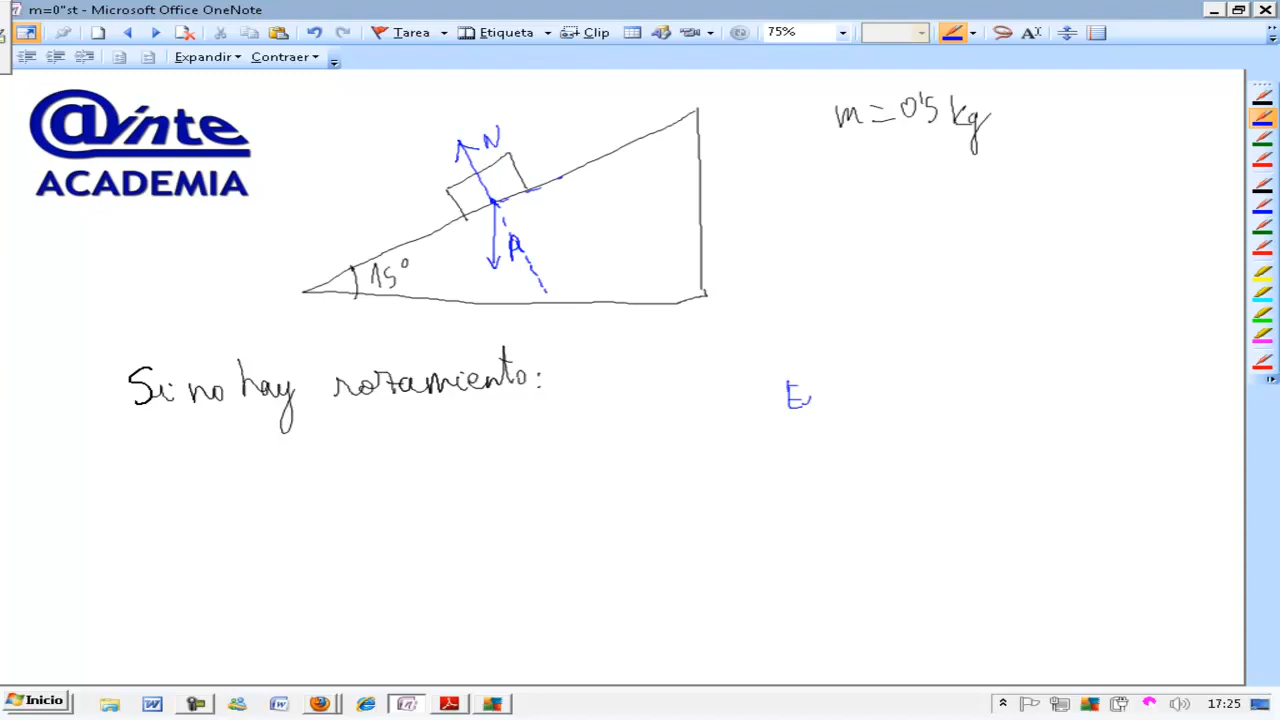 m=0"st - Microsoft Office OneNote
Tarea
Etiqueta
Clip
75%
Expandir
Contraer
@inte
ACADEMIA
m = 0'5 kg
N
P
15°
Si no hay rozamiento:
E
Inicio
17:25